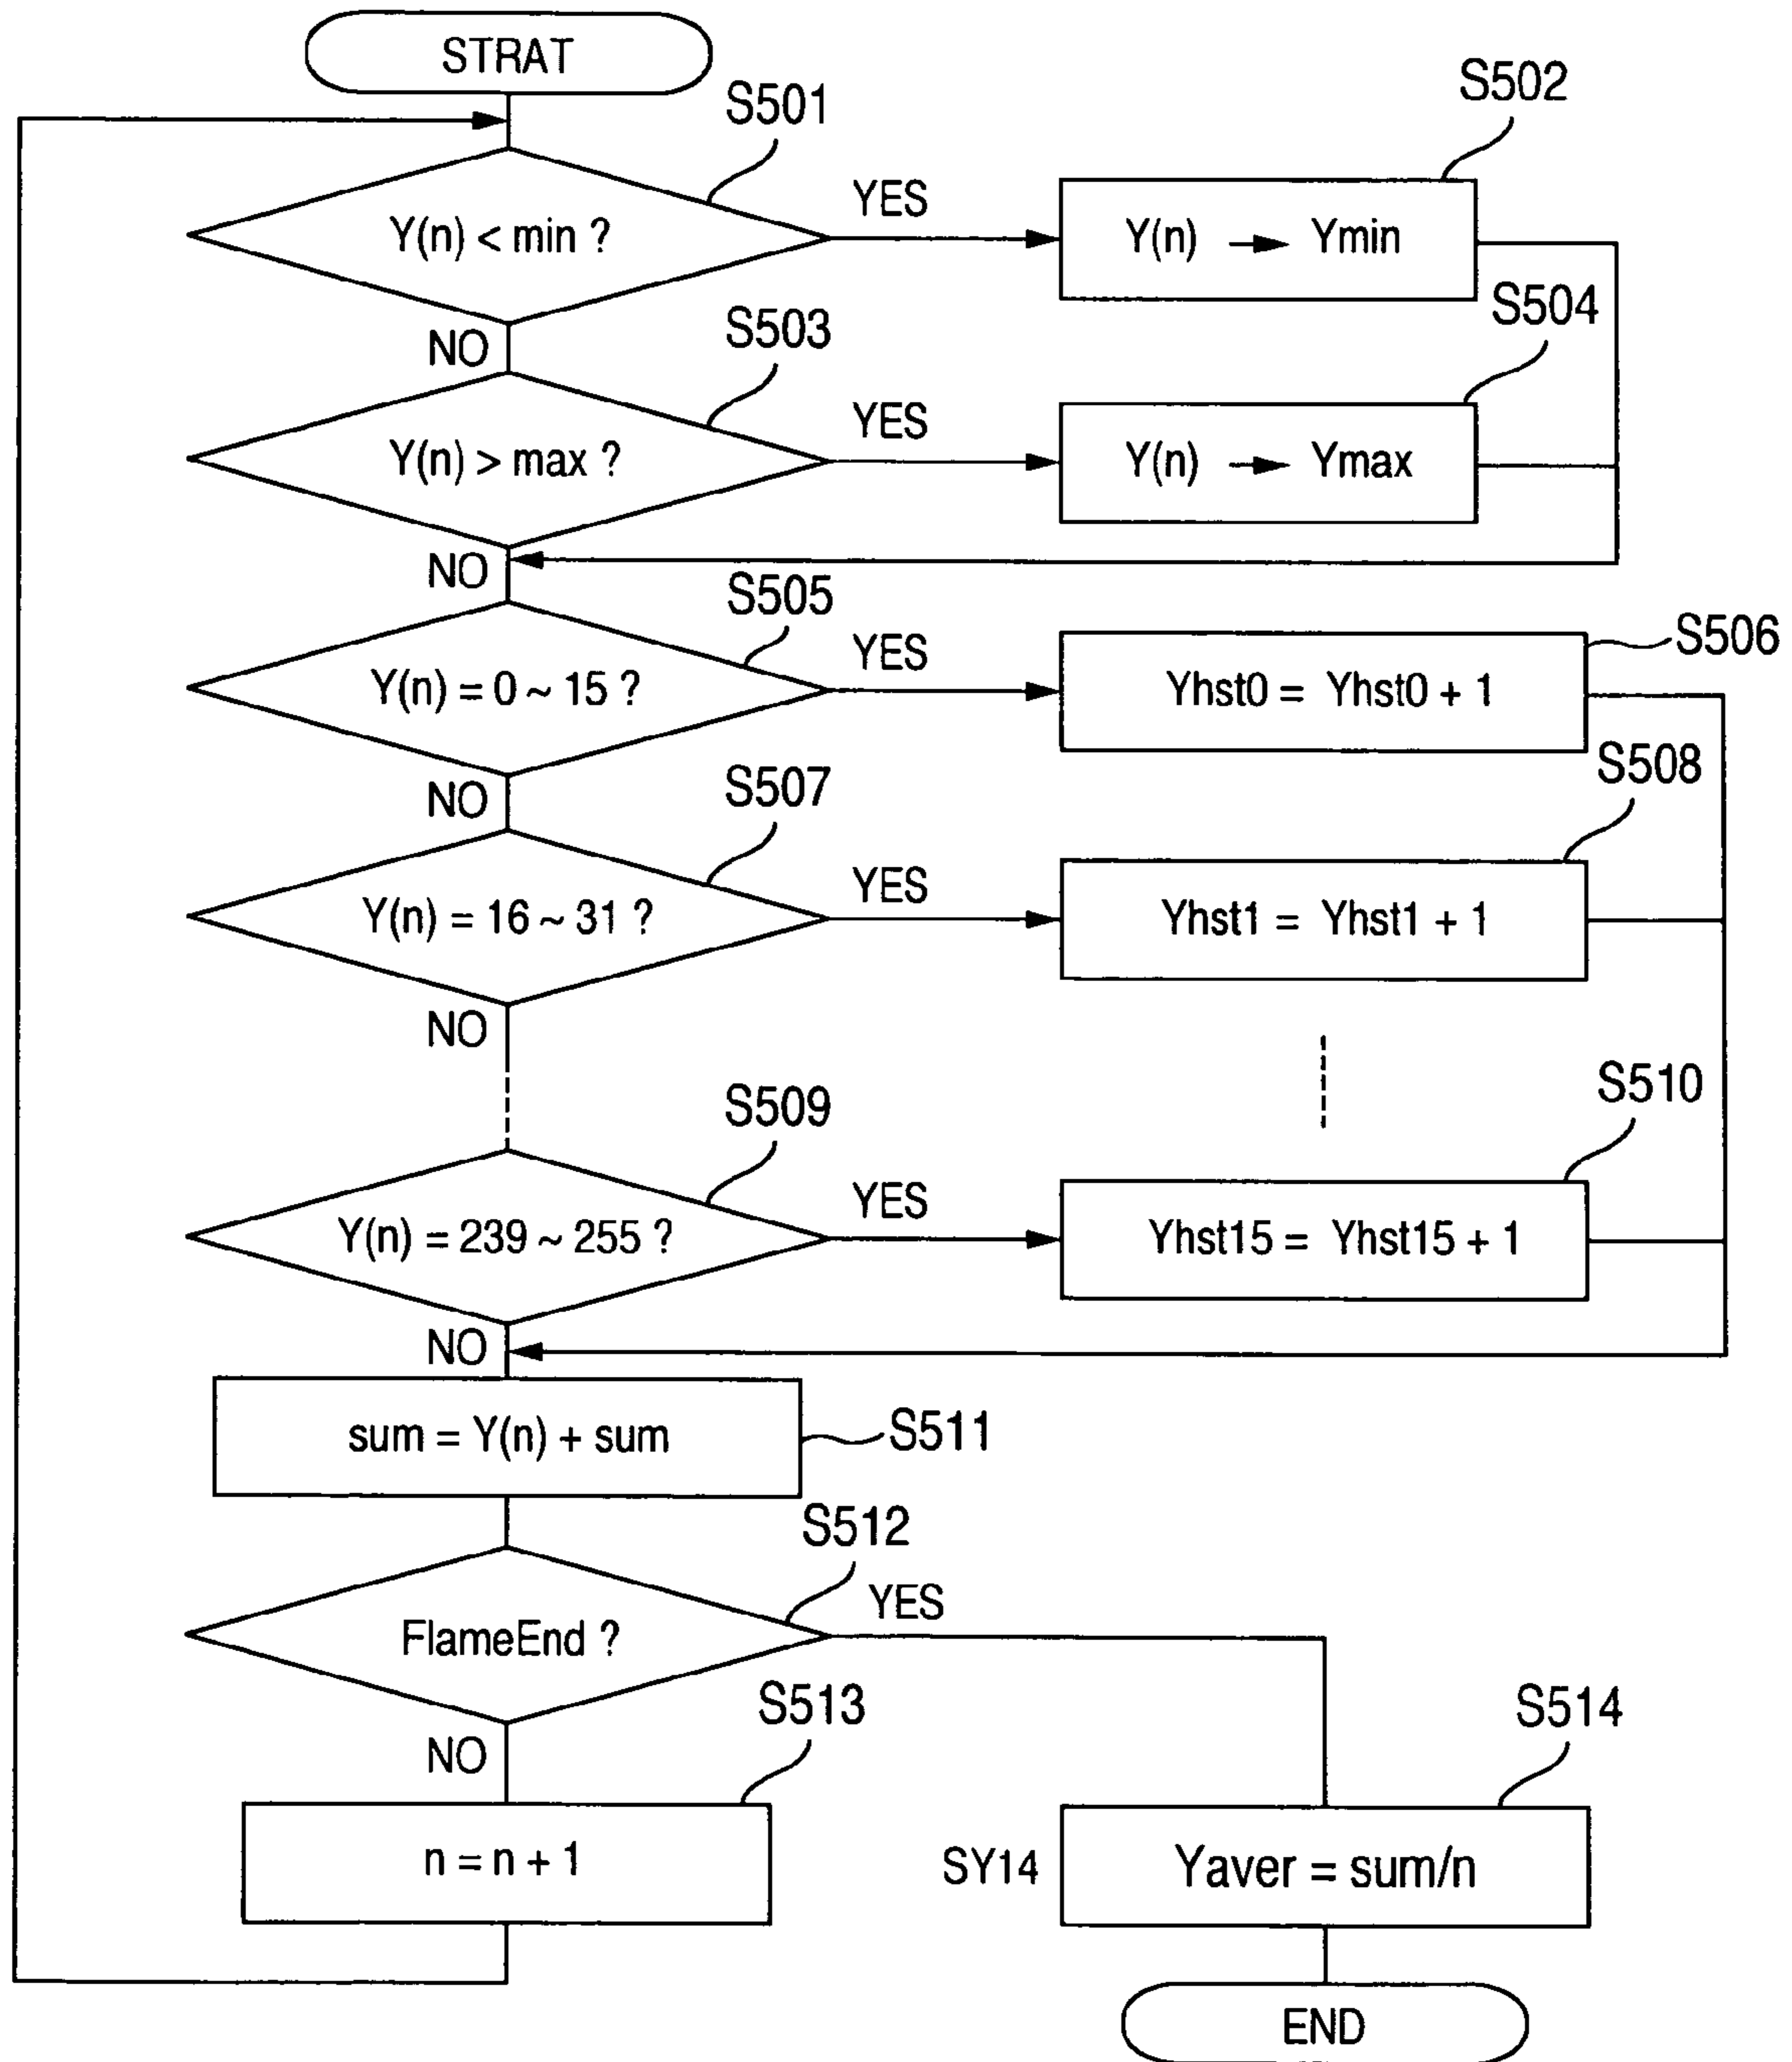 STRAT
S501
S502
Y(n) < min ?
YES
Y(n) → Ymin
NO
S503
S504
Y(n) > max ?
YES
Y(n) → Ymax
NO
S505
S506
Y(n) = 0 ~ 15 ?
YES
Yhst0 = Yhst0 + 1
NO
S507
S508
Y(n) = 16 ~ 31 ?
YES
Yhst1 = Yhst1 + 1
NO
S509
S510
Y(n) = 239 ~ 255 ?
YES
Yhst15 = Yhst15 + 1
NO
sum = Y(n) + sum
S511
S512
FlameEnd ?
YES
NO
S513
S514
n = n + 1
SY14
Yaver = sum/n
END